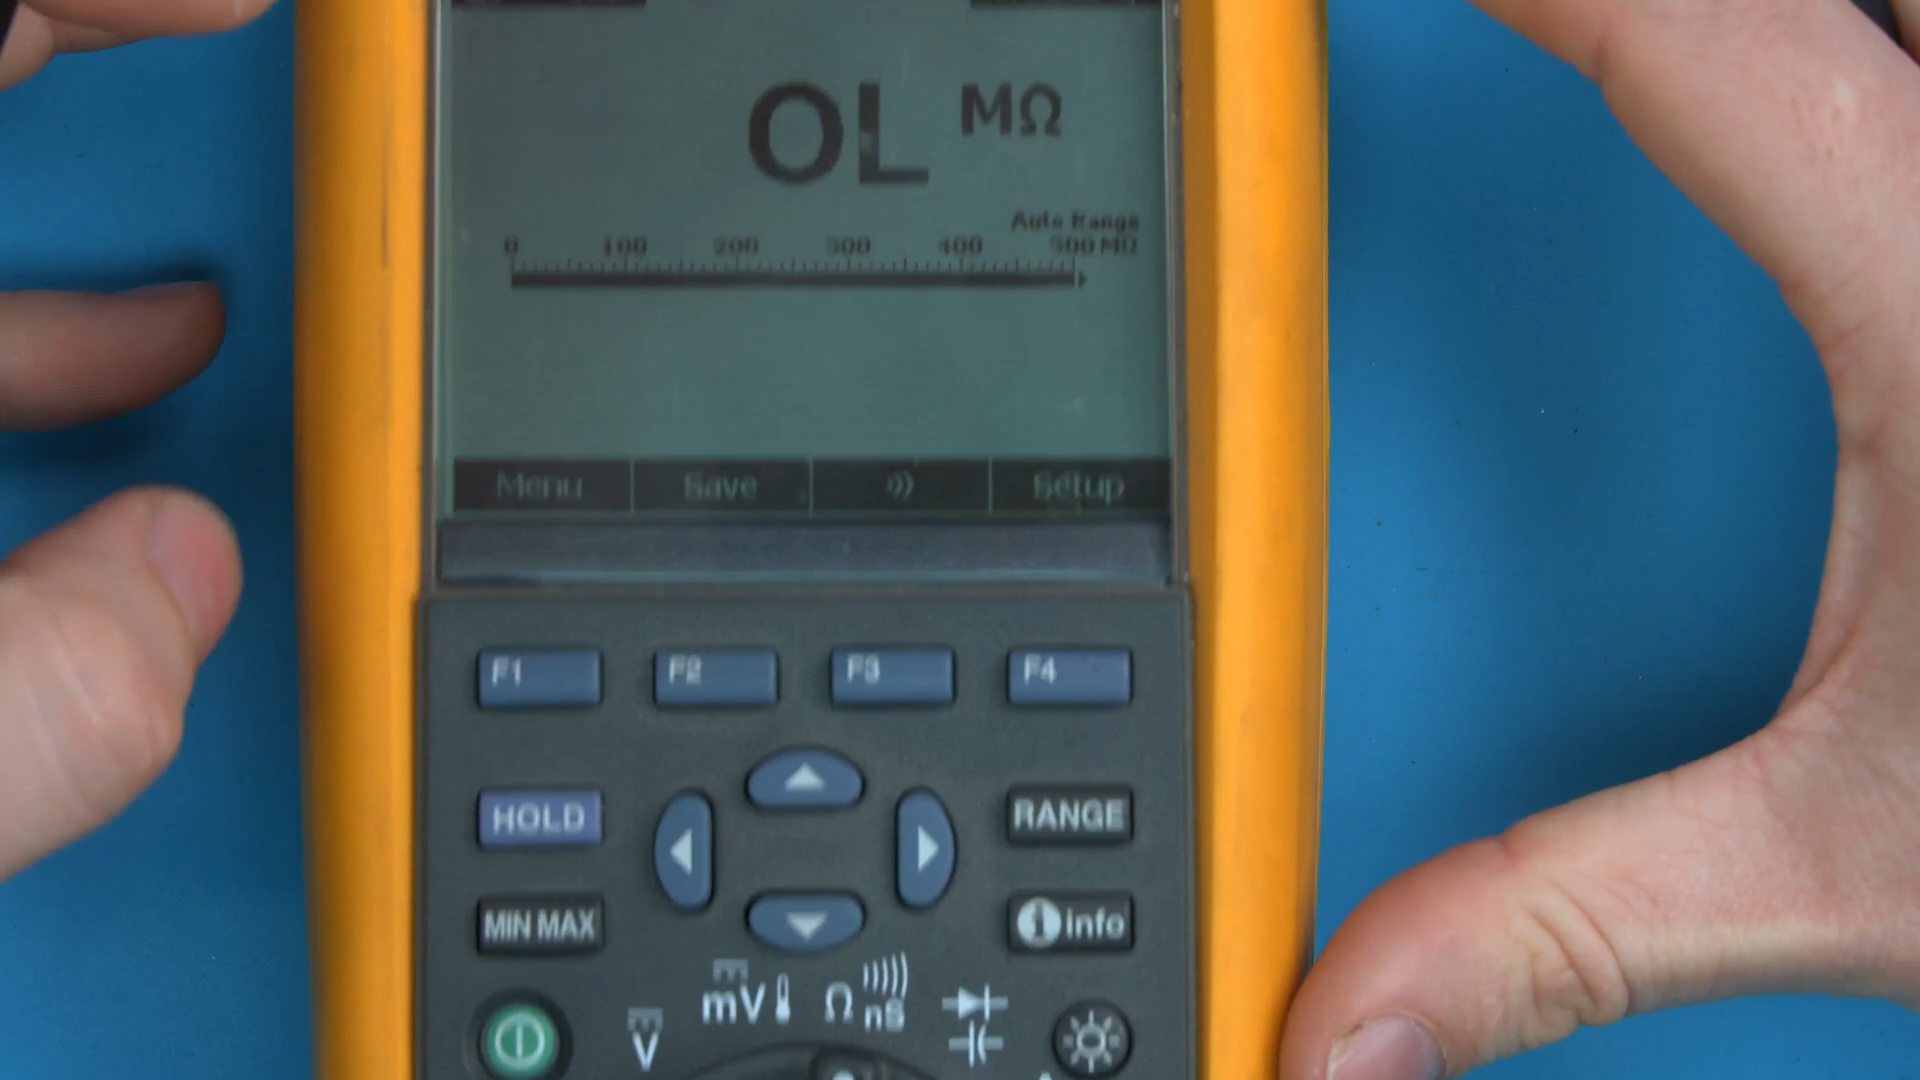 OL MΩ
Auto Range
0 100 200 300 400 500 MΩ
Menu Save Setup
F1 F2 F3 F4
HOLD RANGE
MIN MAX info
mV Ω nS
V